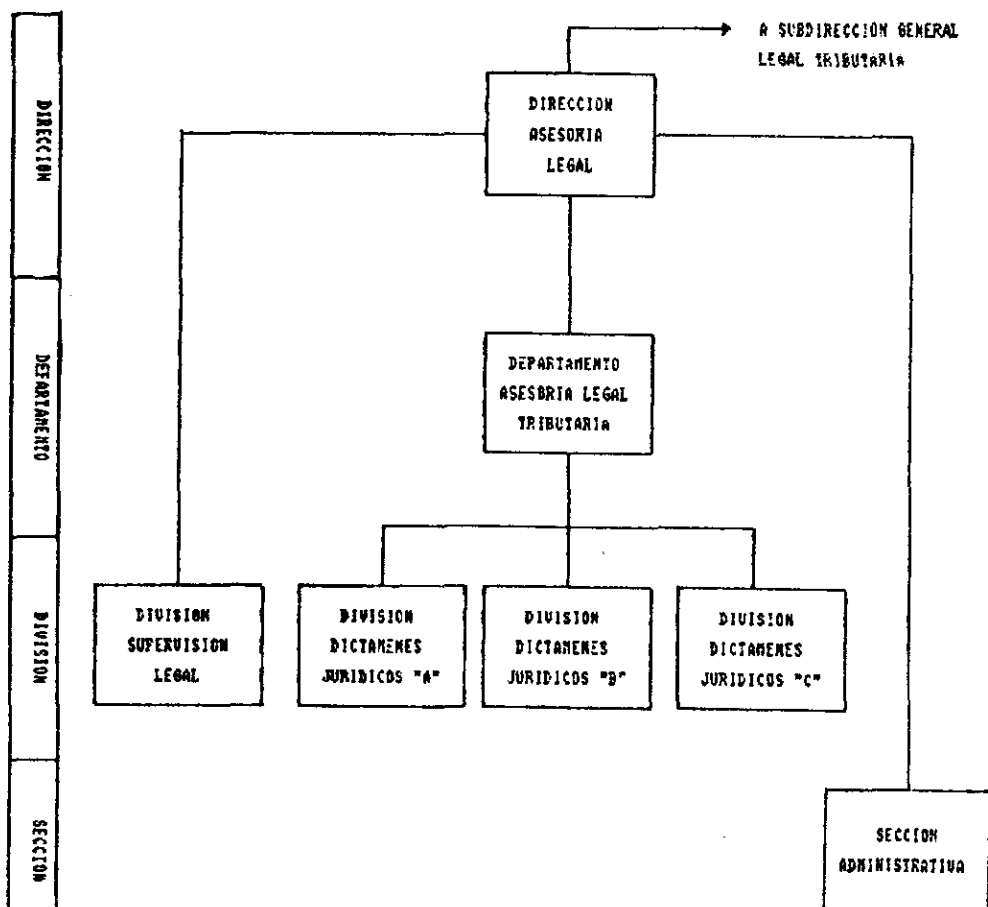 A SUBDIRECCION GENERAL
LEGAL TRIBUTARIA
DIRECCION
ASESORIA
LEGAL
DIRECCION
DEPARTAMENTO
ASESORIA LEGAL
TRIBUTARIA
DEPARTAMENTO
DIVISION
SUPERVISION
LEGAL
DIVISION
DICTAMENES
JURIDICOS "A"
DIVISION
DICTAMENES
JURIDICOS "B"
DIVISION
DICTAMENES
JURIDICOS "C"
DIVISION
SECCION
ADMINISTRATIVA
SECCION